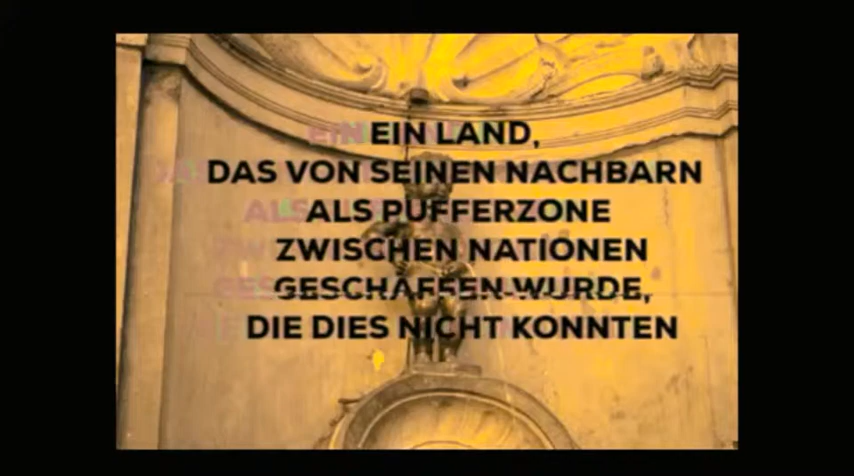 EIN LAND,
DAS VON SEINEN NACHBARN
ALS PUFFERZONE
ZWISCHEN NATIONEN
GESCHAFFEN WURDE,
DIE DIES NICHT KONNTEN